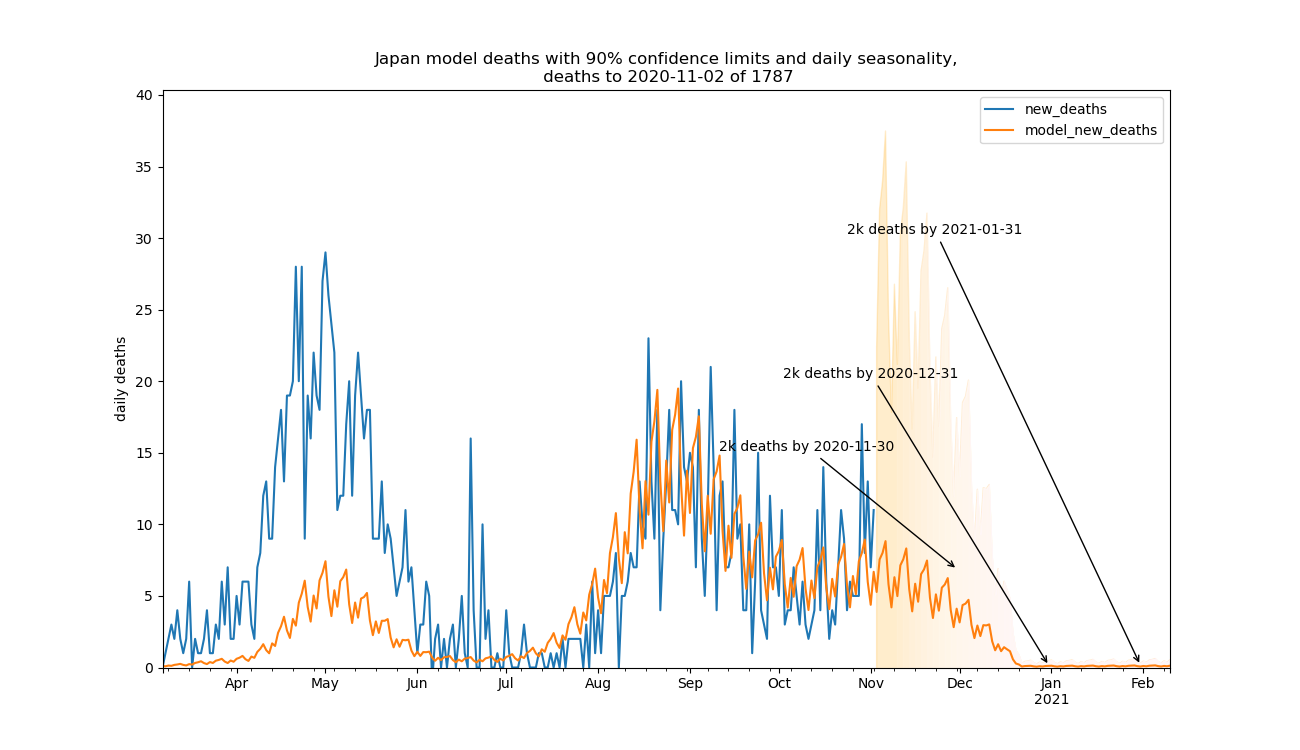 Japan model deaths with 90% confidence limits and daily seasonality,
deaths to 2020-11-02 of 1787
new_deaths
model_new_deaths
daily deaths
40
35
30
25
20
15
10
5
0
2k deaths by 2021-01-31
2k deaths by 2020-12-31
2k deaths by 2020-11-30
Apr May Jun Jul Aug Sep Oct Nov Dec Jan Feb
2021